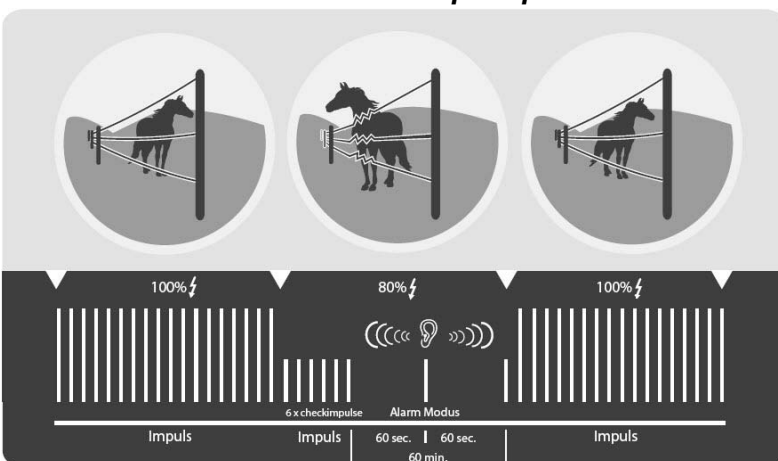 100%
80%
100%
6 x checkimpulse
Alarm Modus
Impuls
Impuls
60 sec.
60 sec.
Impuls
60 min.